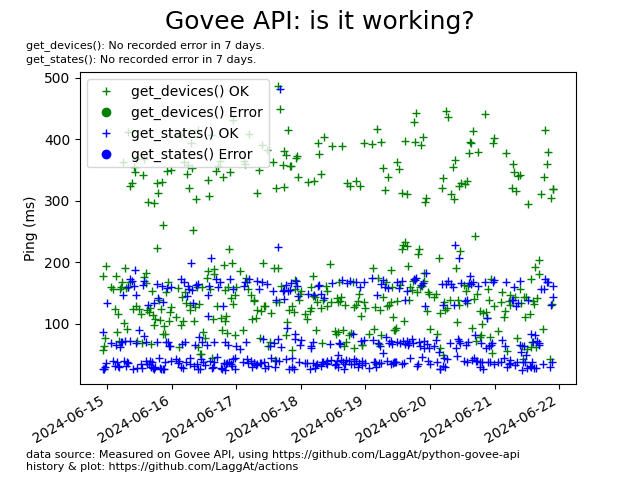 Govee API: is it working?
get_devices(): No recorded error in 7 days.
get_states(): No recorded error in 7 days.
500
400
300
200
100
Ping (ms)
get_devices() OK
get_devices() Error
get_states() OK
get_states() Error
2024-06-15
2024-06-16
2024-06-17
2024-06-18
2024-06-19
2024-06-20
2024-06-21
2024-06-22
data source: Measured on Govee API, using https://github.com/LaggAt/python-govee-api
history & plot: https://github.com/LaggAt/actions